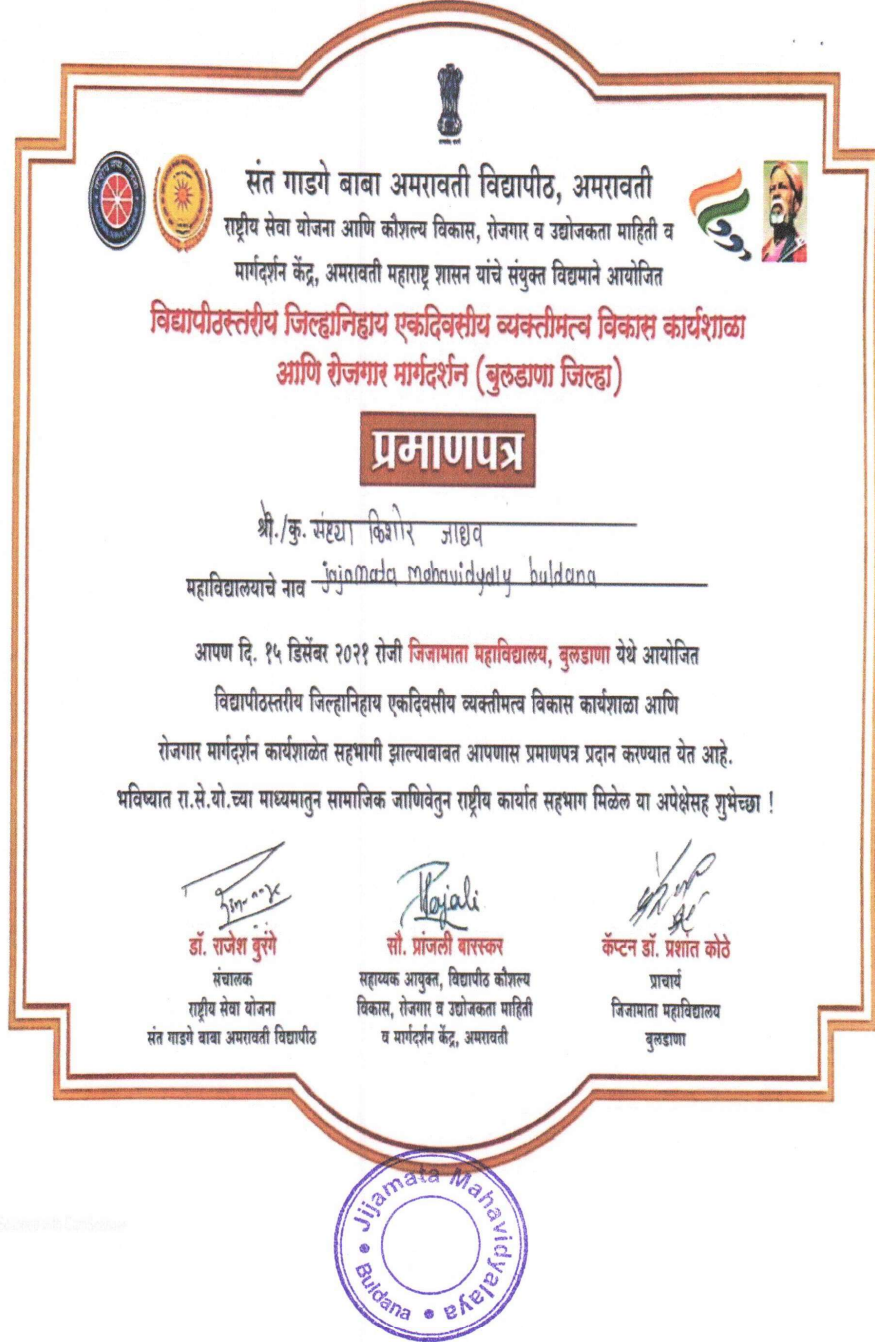 संत गाडगे बाबा अमरावती विद्यापीठ, अमरावती
राष्ट्रीय सेवा योजना आणि कौशल्य विकास, रोजगार व उद्योजकता माहिती व
मार्गदर्शन केंद्र, अमरावती महाराष्ट्र शासन यांचे संयुक्त विद्यमाने आयोजित
विद्यापीठस्तरीय जिल्हानिहाय एकदिवसीय व्यक्तीमत्व विकास कार्यशाळा
आणि रोजगार मार्गदर्शन (बुलडाणा जिल्हा)
प्रमाणपत्र
श्री./कु. संध्या किशोर जाधव
महाविद्यालयाचे नाव jajamata mahavidyaly buldana
आपण दि. १५ डिसेंबर २०२१ रोजी जिजामाता महाविद्यालय, बुलडाणा येथे आयोजित
विद्यापीठस्तरीय जिल्हानिहाय एकदिवसीय व्यक्तीमत्व विकास कार्यशाळा आणि
रोजगार मार्गदर्शन कार्यशाळेत सहभागी झाल्याबाबत आपणास प्रमाणपत्र प्रदान करण्यात येत आहे.
भविष्यात रा.से.यो.च्या माध्यमातुन सामाजिक जाणिवेतुन राष्ट्रीय कार्यात सहभाग मिळेल या अपेक्षेसह शुभेच्छा !
डॉ. राजेश बुरंगे
संचालक
राष्ट्रीय सेवा योजना
संत गाडगे बाबा अमरावती विद्यापीठ
सौ. प्रांजली बारस्कर
सहाय्यक आयुक्त, विद्यापीठ कौशल्य
विकास, रोजगार व उद्योजकता माहिती
व मार्गदर्शन केंद्र, अमरावती
कॅप्टन डॉ. प्रशांत कोठे
प्राचार्य
जिजामाता महाविद्यालय
बुलडाणा
Jijamata Mahavidyalaya
Buldana